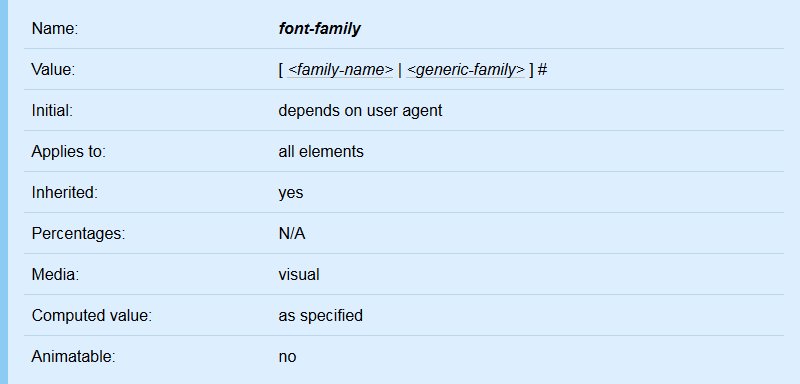 Name: font-family
Value: [ <family-name> | <generic-family> ] #
Initial: depends on user agent
Applies to: all elements
Inherited: yes
Percentages: N/A
Media: visual
Computed value: as specified
Animatable: no